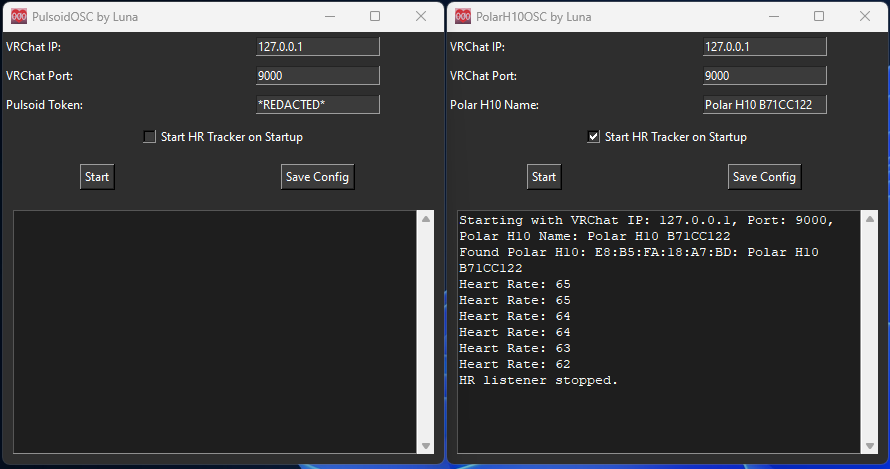 PulsoidOSC by Luna
VRChat IP:
127.0.0.1
VRChat Port:
9000
Pulsoid Token:
*REDACTED*
Start HR Tracker on Startup
Start
Save Config
PolarH10OSC by Luna
VRChat IP:
127.0.0.1
VRChat Port:
9000
Polar H10 Name:
Polar H10 B71CC122
Start HR Tracker on Startup
Start
Save Config
Starting with VRChat IP: 127.0.0.1, Port: 9000,
Polar H10 Name: Polar H10 B71CC122
Found Polar H10: E8:B5:FA:18:A7:BD: Polar H10
B71CC122
Heart Rate: 65
Heart Rate: 65
Heart Rate: 64
Heart Rate: 64
Heart Rate: 63
Heart Rate: 62
HR listener stopped.